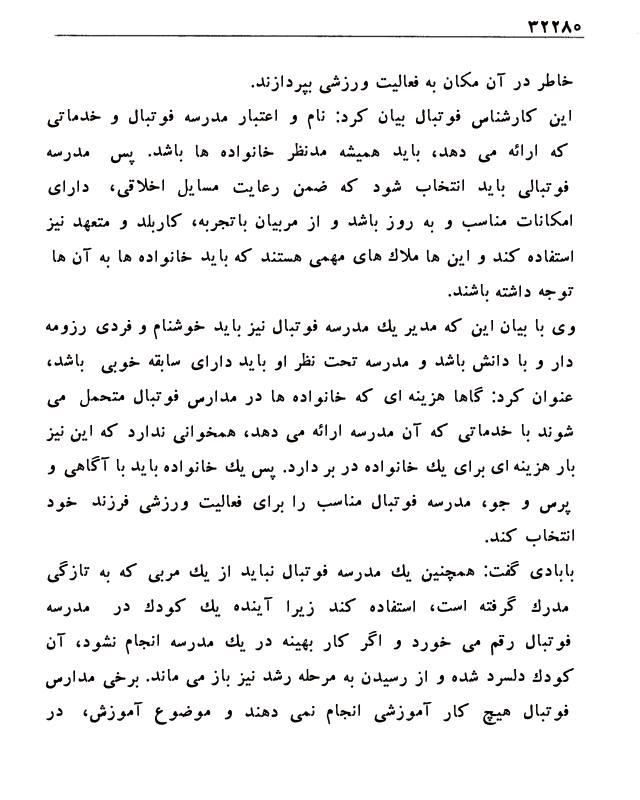 ۳۲۲۸۰
خاطر در آن مکان به فعالیت ورزشی بپردازند.
این کارشناس فوتبال بیان کرد: نام و اعتبار مدرسه فوتبال و خدماتی
که ارائه می دهد، باید همیشه مدنظر خانواده ها باشد. پس مدرسه
فوتبالی باید انتخاب شود که ضمن رعایت مسایل اخلاقی، دارای
امکانات مناسب و به روز باشد و از مربیان باتجربه، کاربلد و متعهد نیز
استفاده کند و این ها ملاك های مهمی هستند که باید خانواده ها به آن ها
توجه داشته باشند.
وی با بیان این که مدیر یك مدرسه فوتبال نیز باید خوشنام و فردی رزومه
دار و با دانش باشد و مدرسه تحت نظر او باید دارای سابقه خوبی باشد،
عنوان کرد: گاها هزینه ای که خانواده ها در مدارس فوتبال متحمل می
شوند با خدماتی که آن مدرسه ارائه می دهد، همخوانی ندارد که این نیز
بار هزینه ای برای یك خانواده در بر دارد. پس یك خانواده باید با آگاهی و
پرس و جو، مدرسه فوتبال مناسب را برای فعالیت ورزشی فرزند خود
انتخاب کند.
بابادی گفت: همچنین یك مدرسه فوتبال نباید از یك مربی که به تازگی
مدرك گرفته است، استفاده کند زیرا آینده یك کودك در مدرسه
فوتبال رقم می خورد و اگر کار بهینه در یك مدرسه انجام نشود، آن
کودك دلسرد شده و از رسیدن به مرحله رشد نیز باز می ماند. برخی مدارس
فوتبال هیچ کار آموزشی انجام نمی دهند و موضوع آموزش، در